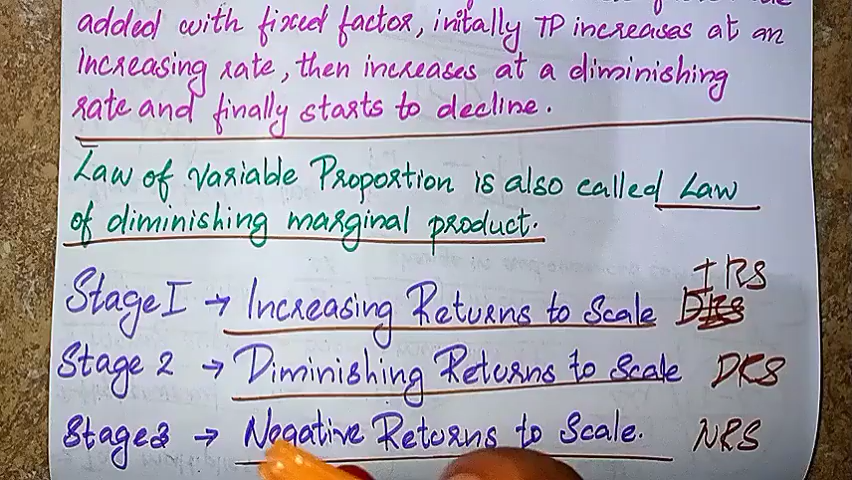 added with fixed factor, initally TP increases at an
increasing rate, then increases at a diminishing
rate and finally starts to decline.
Law of Variable Proportion is also called Law
of diminishing marginal product.
IRS
Stage I → Increasing Returns to Scale
Stage 2 → Diminishing Returns to Scale DRS
Stage 3 → Negative Returns to Scale. NRS